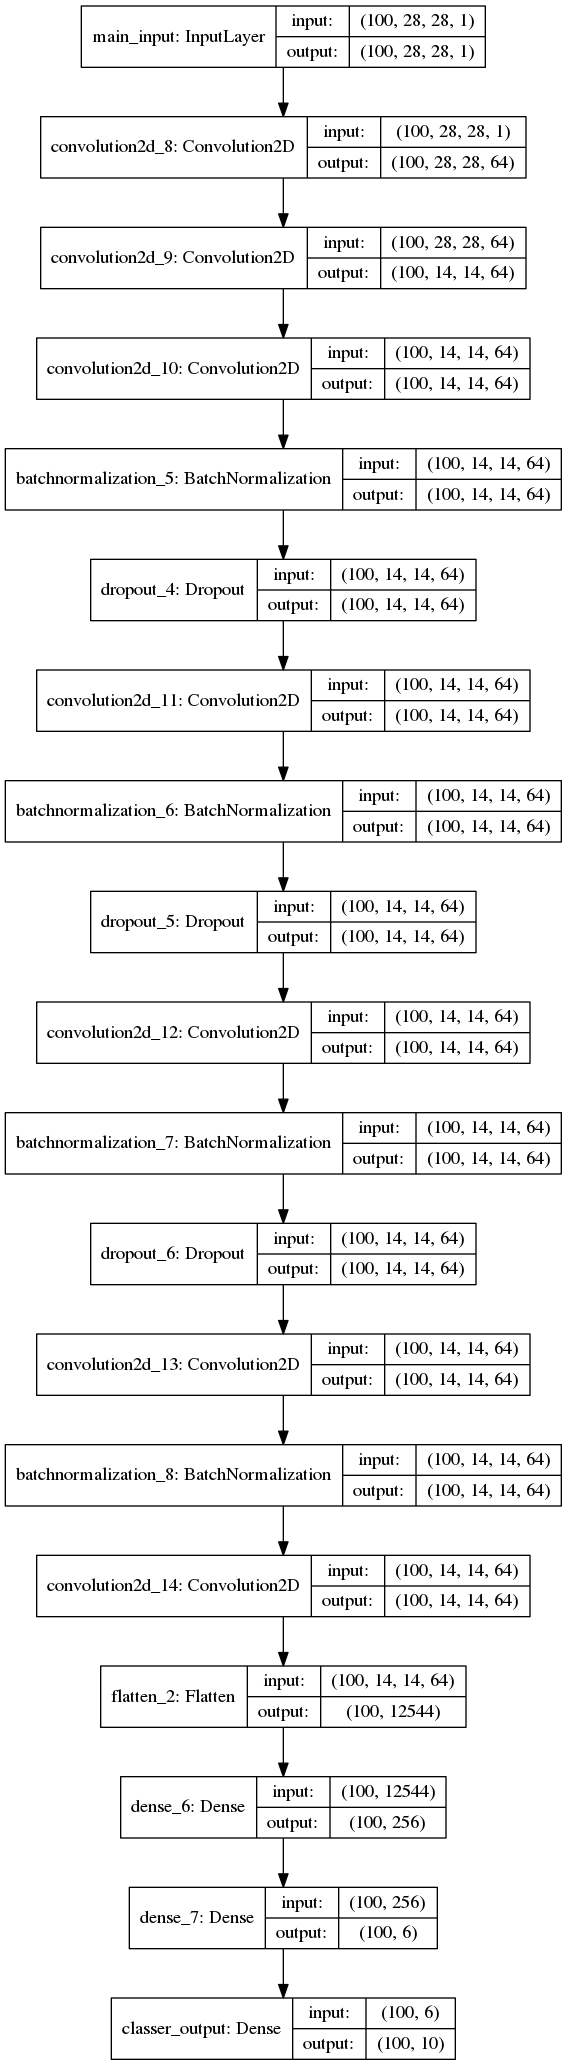 main_input: InputLayer
input: (100, 28, 28, 1)
output: (100, 28, 28, 1)
convolution2d_8: Convolution2D
input: (100, 28, 28, 1)
output: (100, 28, 28, 64)
convolution2d_9: Convolution2D
input: (100, 28, 28, 64)
output: (100, 14, 14, 64)
convolution2d_10: Convolution2D
input: (100, 14, 14, 64)
output: (100, 14, 14, 64)
batchnormalization_5: BatchNormalization
input: (100, 14, 14, 64)
output: (100, 14, 14, 64)
dropout_4: Dropout
input: (100, 14, 14, 64)
output: (100, 14, 14, 64)
convolution2d_11: Convolution2D
input: (100, 14, 14, 64)
output: (100, 14, 14, 64)
batchnormalization_6: BatchNormalization
input: (100, 14, 14, 64)
output: (100, 14, 14, 64)
dropout_5: Dropout
input: (100, 14, 14, 64)
output: (100, 14, 14, 64)
convolution2d_12: Convolution2D
input: (100, 14, 14, 64)
output: (100, 14, 14, 64)
batchnormalization_7: BatchNormalization
input: (100, 14, 14, 64)
output: (100, 14, 14, 64)
dropout_6: Dropout
input: (100, 14, 14, 64)
output: (100, 14, 14, 64)
convolution2d_13: Convolution2D
input: (100, 14, 14, 64)
output: (100, 14, 14, 64)
batchnormalization_8: BatchNormalization
input: (100, 14, 14, 64)
output: (100, 14, 14, 64)
convolution2d_14: Convolution2D
input: (100, 14, 14, 64)
output: (100, 14, 14, 64)
flatten_2: Flatten
input: (100, 14, 14, 64)
output: (100, 12544)
dense_6: Dense
input: (100, 12544)
output: (100, 256)
dense_7: Dense
input: (100, 256)
output: (100, 6)
classer_output: Dense
input: (100, 6)
output: (100, 10)